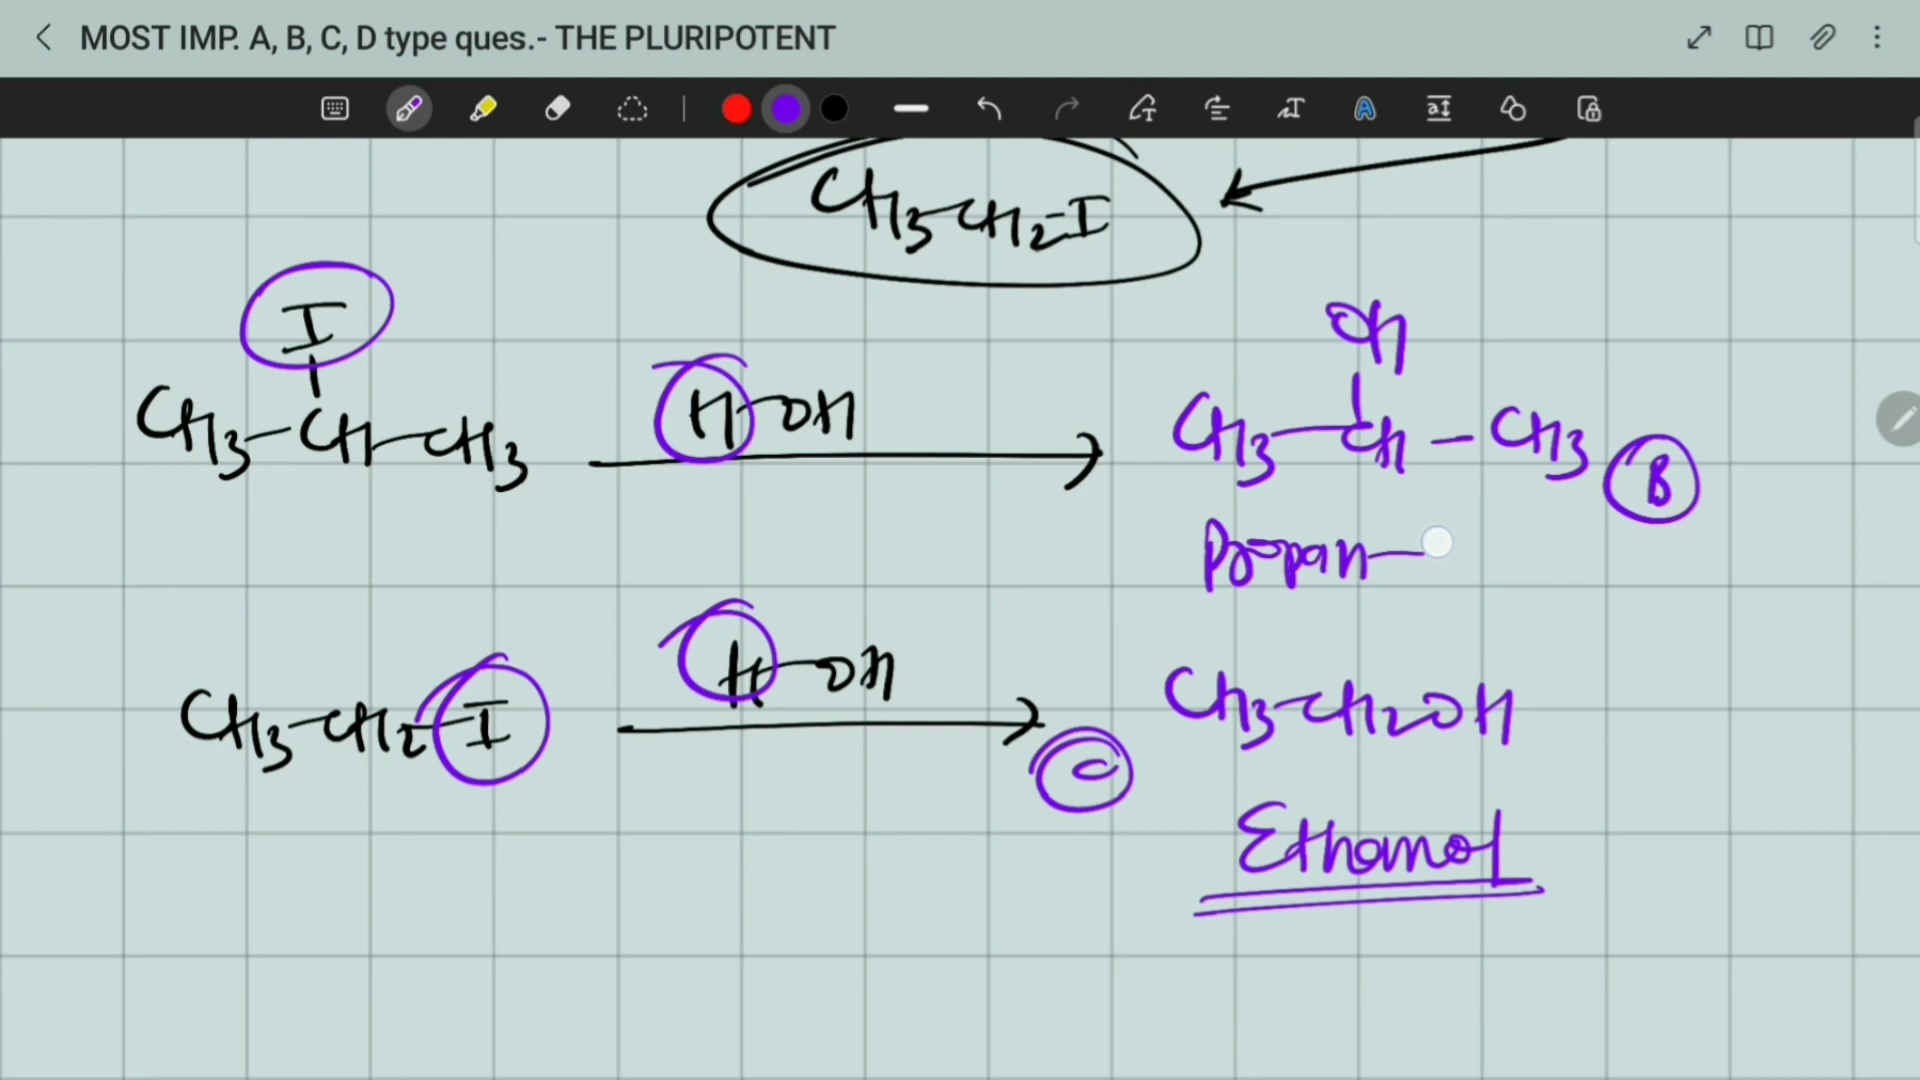 MOST IMP. A, B, C, D type ques.- THE PLURIPOTENT
CH3-CH2-I
I
OH
CH3-CH-CH3
H-OH
CH3-CH-CH3
B
Propan-
H-OH
CH3-CH2-I
CH3-CH2OH
C
Ethanol